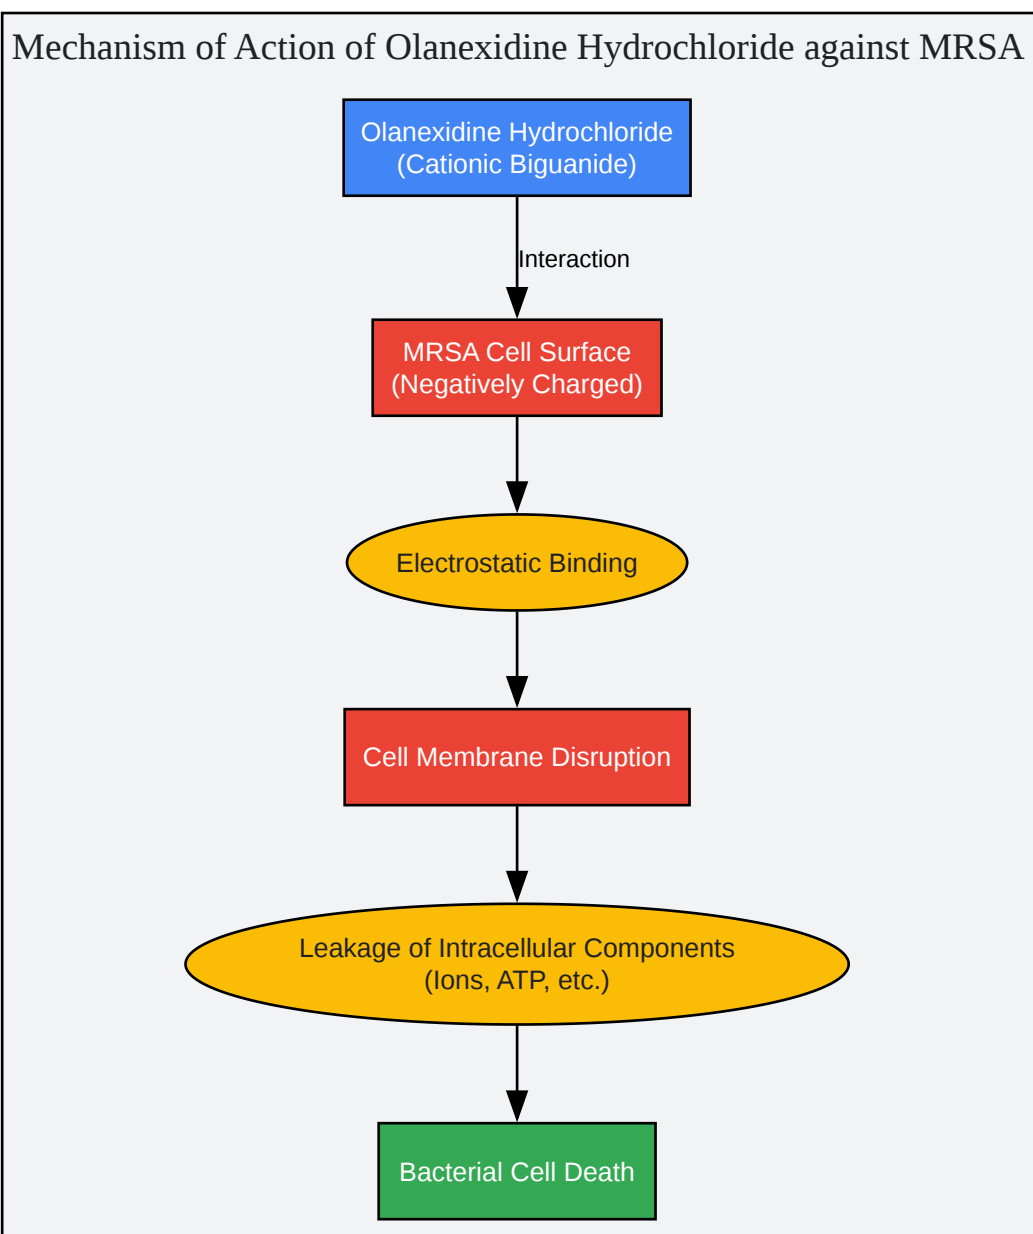 Mechanism of Action of Olanexidine Hydrochloride against MRSA
Olanexidine Hydrochloride
(Cationic Biguanide)
Interaction
MRSA Cell Surface
(Negatively Charged)
Electrostatic Binding
Cell Membrane Disruption
Leakage of Intracellular Components
(Ions, ATP, etc.)
Bacterial Cell Death